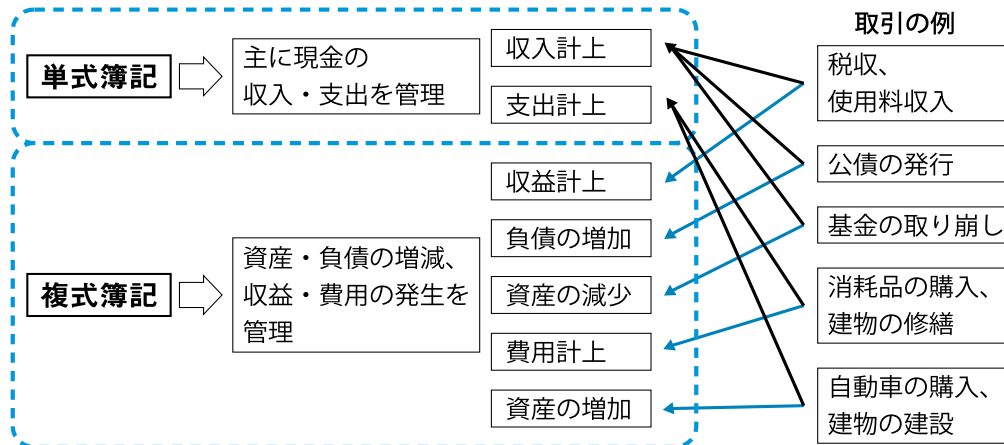 単式簿記
主に現金の
収入・支出を管理
収入計上
支出計上
複式簿記
資産・負債の増減、
収益・費用の発生を
管理
収益計上
負債の増加
資産の減少
費用計上
資産の増加
取引の例
税収、
使用料収入
公債の発行
基金の取り崩し
消耗品の購入、
建物の修繕
自動車の購入、
建物の建設